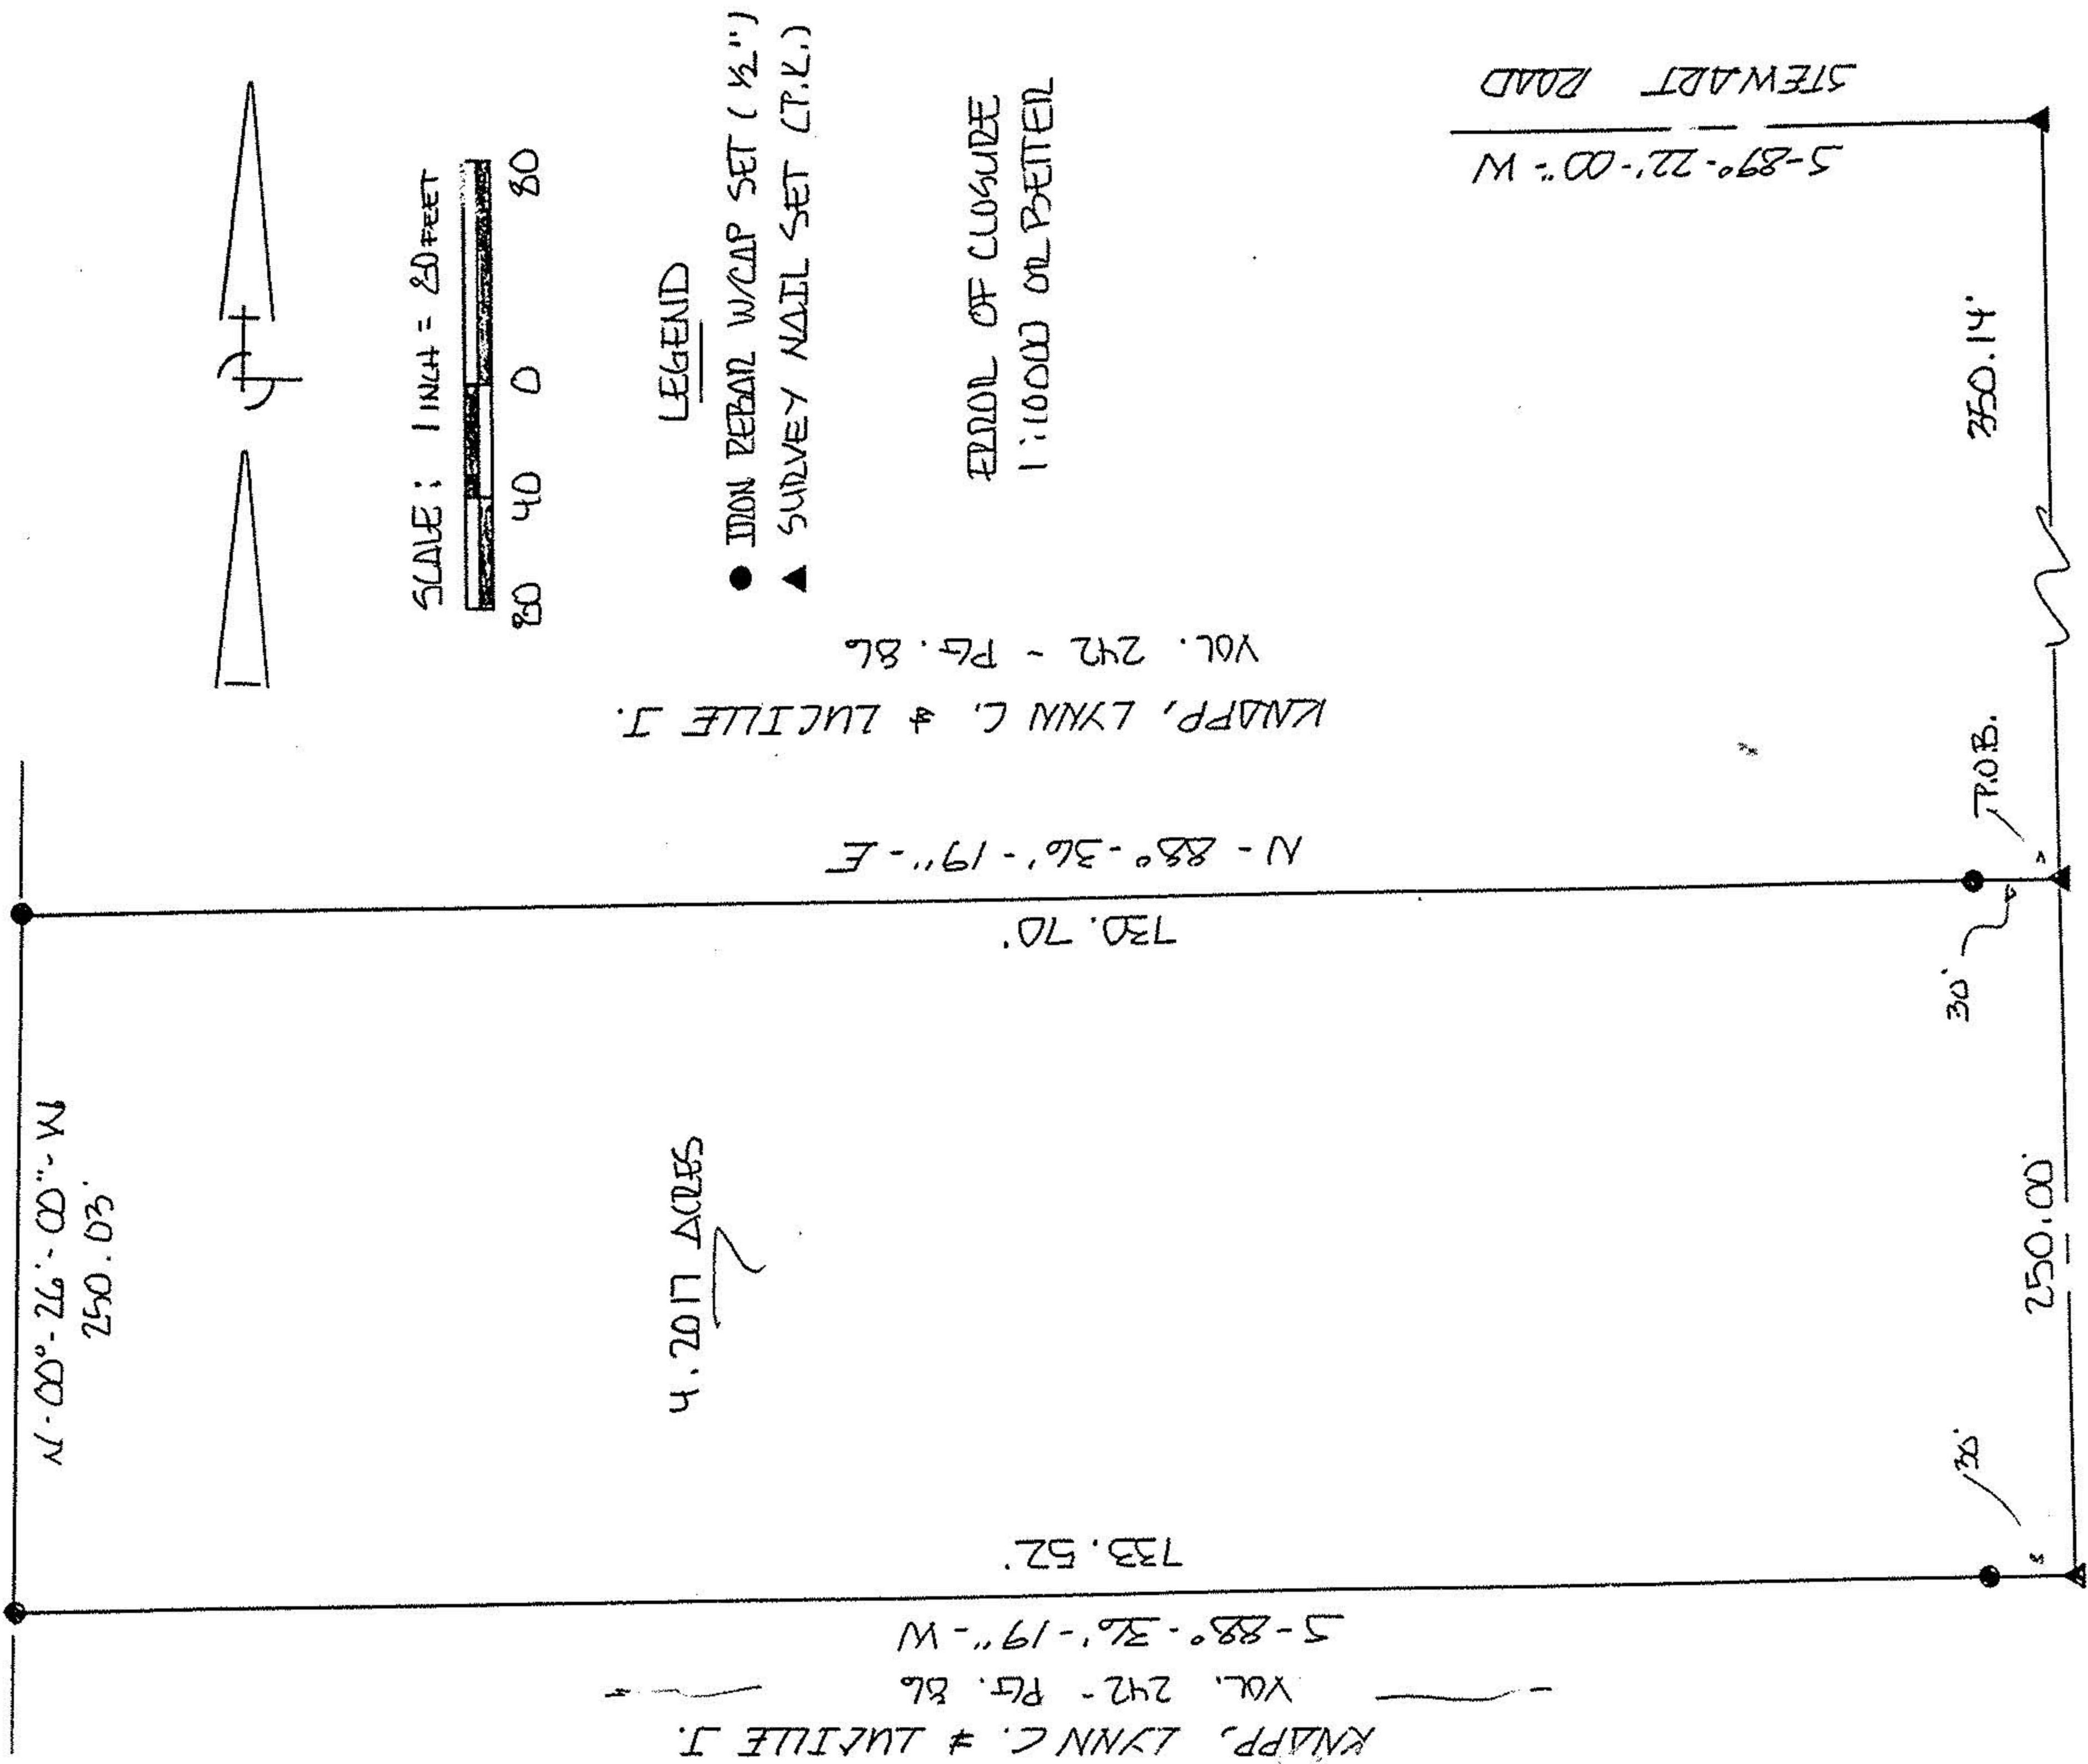 N
SCALE: 1 INCH = 80 FEET
80 40 0 80
LEGEND
IRON REBAR W/CAP SET (½")
SURVEY NAIL SET (P.K.)
ERROR OF CLOSURE
1:10000 OR BETTER
STEWART ROAD
S-89°-22'-00"-W
350.14'
KNAPP, LYNN C. & LUCILLE J.
VOL. 242 - PG. 86
N-88°-36'-19"-E
730.70'
P.O.B.
30'
N-00°-26'-00"-W
250.03'
4.2017 ACRES
250.00'
30'
733.52'
S-88°-36'-19"-W
VOL. 242 - PG. 86
KNAPP, LYNN C. & LUCILLE J.